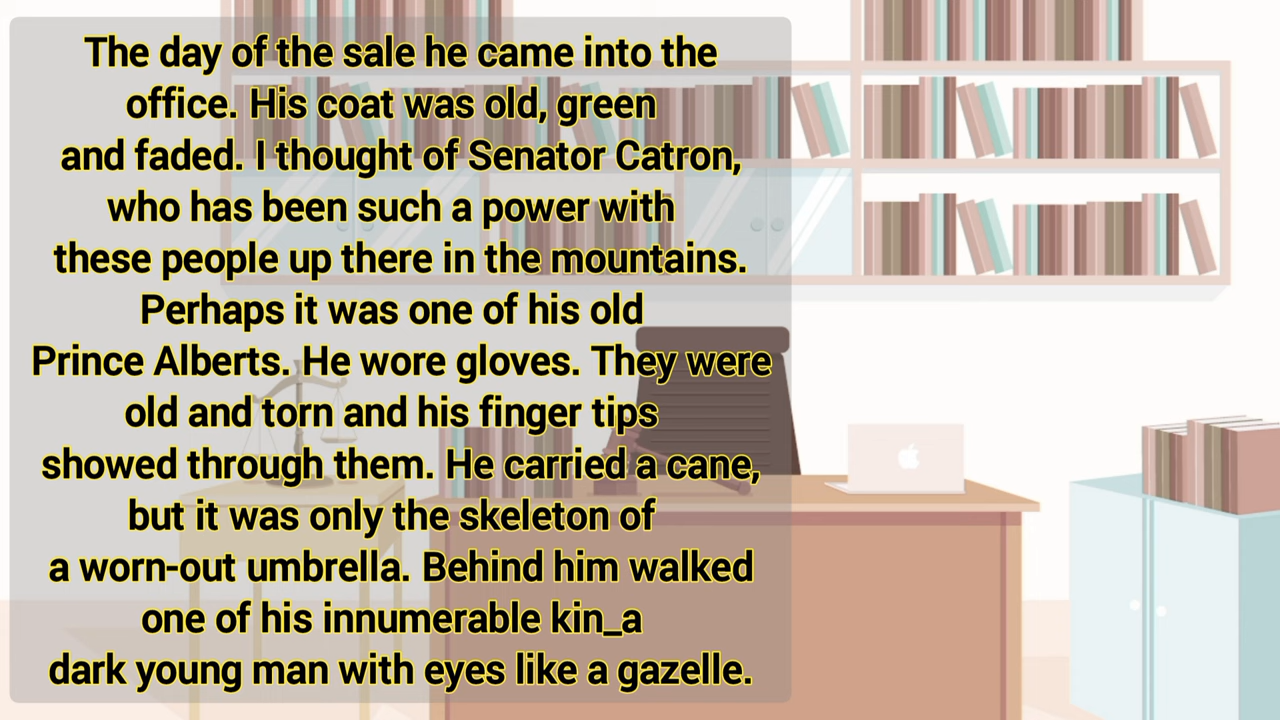 The day of the sale he came into the
office. His coat was old, green
and faded. I thought of Senator Catron,
who has been such a power with
these people up there in the mountains.
Perhaps it was one of his old
Prince Alberts. He wore gloves. They were
old and torn and his finger tips
showed through them. He carried a cane,
but it was only the skeleton of
a worn-out umbrella. Behind him walked
one of his innumerable kin_a
dark young man with eyes like a gazelle.